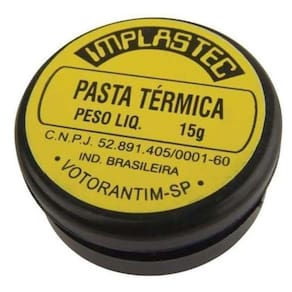 IMPLASTEC
PASTA TÉRMICA
PESO LIQ. 15g
C.N.P.J. 52.891.405/0001-60
IND. BRASILEIRA
· VOTORANTIM-SP ·